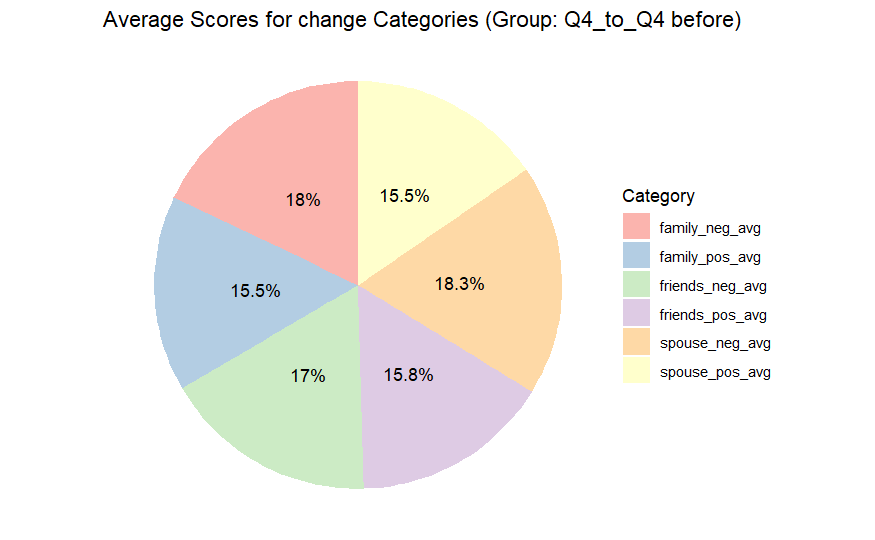 Average Scores for change Categories (Group: Q4_to_Q4 before)
18%
15.5%
15.5%
18.3%
17%
15.8%
Category
family_neg_avg
family_pos_avg
friends_neg_avg
friends_pos_avg
spouse_neg_avg
spouse_pos_avg